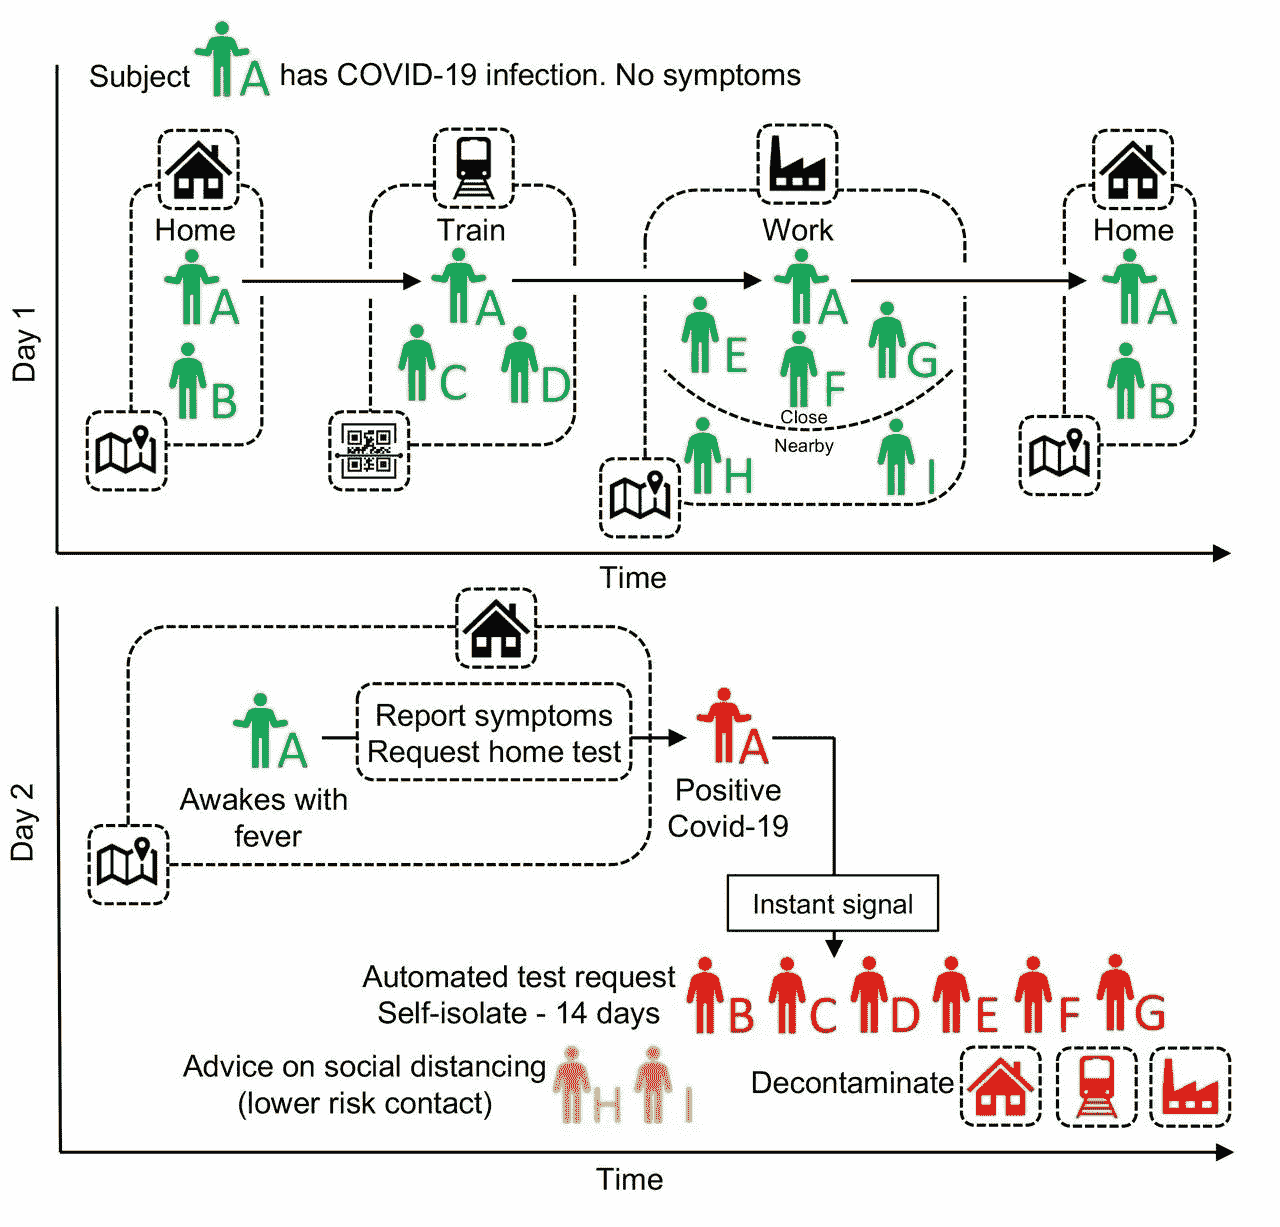 Subject A has COVID-19 infection. No symptoms
Day 1
Home
Train
Work
Home
A
A
A
A
B
C
D
E
F
G
Close
Nearby
H
I
B
Time
Day 2
A
Awakes with
fever
Report symptoms
Request home test
A
Positive
Covid-19
Instant signal
Automated test request
Self-isolate - 14 days
B C D E F G
Advice on social distancing
(lower risk contact)
H I
Decontaminate
Time